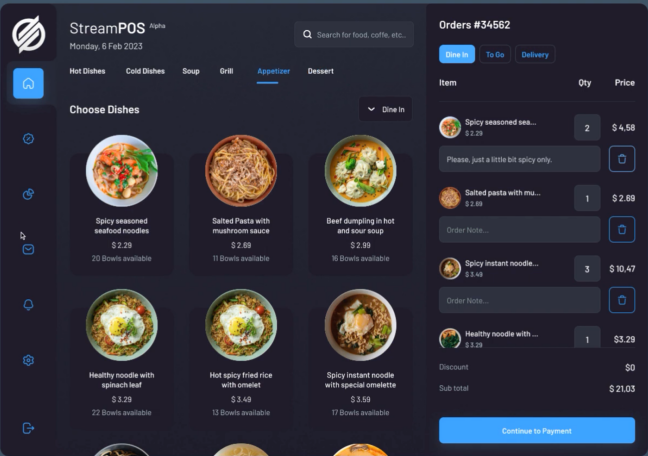 StreamPOS Alpha
Monday, 6 Feb 2023
Search for food, coffe, etc..
Hot Dishes Cold Dishes Soup Grill Appetizer Dessert
Choose Dishes
Dine In
Spicy seasoned
seafood noodles
$ 2.29
20 Bowls available
Salted Pasta with
mushroom sauce
$ 2.69
11 Bowls available
Beef dumpling in hot
and sour soup
$ 2.99
16 Bowls available
Healthy noodle with
spinach leaf
$ 3.29
22 Bowls available
Hot spicy fried rice
with omelet
$ 3.49
13 Bowls available
Spicy instant noodle
with special omelette
$ 3.59
17 Bowls available
Orders #34562
Dine In To Go Delivery
Item Qty Price
Spicy seasoned sea... 2 $ 4,58
$ 2.29
Please, just a little bit spicy only.
Salted pasta with mu... 1 $ 2.69
$ 2.69
Order Note...
Spicy instant noodle... 3 $ 10,47
$ 3.49
Order Note...
Healthy noodle with ... 1 $3.29
$ 3.29
Discount $0
Sub total $ 21,03
Continue to Payment